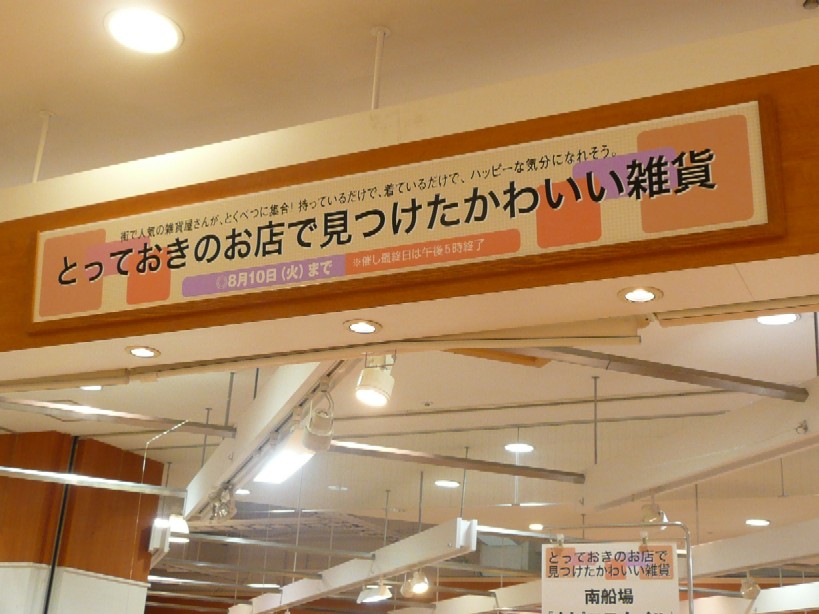 街で人気の雑貨屋さんが、とくべつに集合! 持っているだけで、着ているだけで、ハッピーな気分になれそう。
とっておきのお店で見つけたかわいい雑貨
8月10日(火)まで
※催し最終日は午後5時終了
とっておきのお店で
見つけたかわいい雑貨
南船場